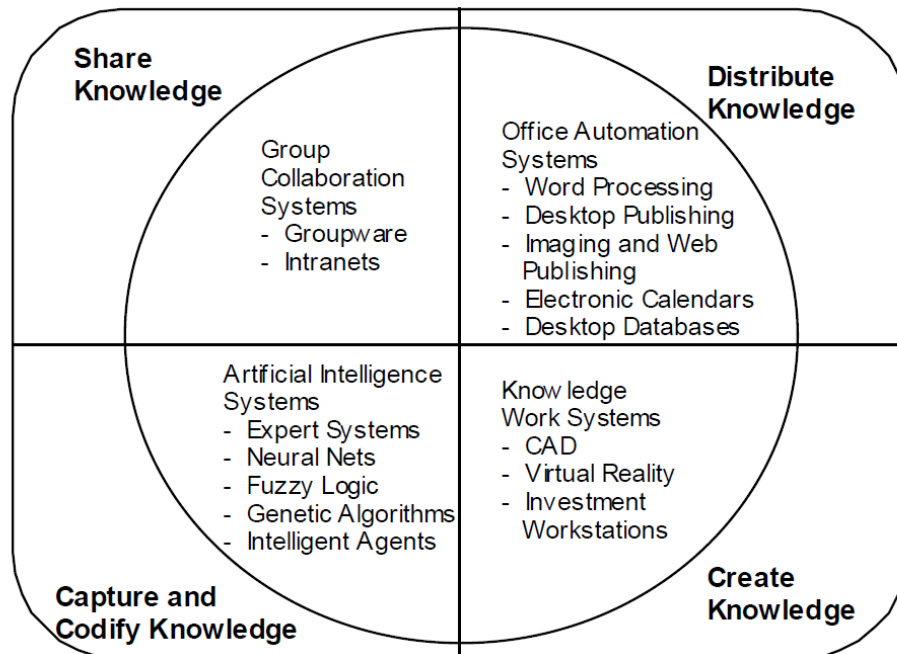 Share
Knowledge
Group
Collaboration
Systems
- Groupware
- Intranets
Distribute
Knowledge
Office Automation
Systems
- Word Processing
- Desktop Publishing
- Imaging and Web
Publishing
- Electronic Calendars
- Desktop Databases
Artificial Intelligence
Systems
- Expert Systems
- Neural Nets
- Fuzzy Logic
- Genetic Algorithms
- Intelligent Agents
Capture and
Codify Knowledge
Knowledge
Work Systems
- CAD
- Virtual Reality
- Investment
Workstations
Create
Knowledge